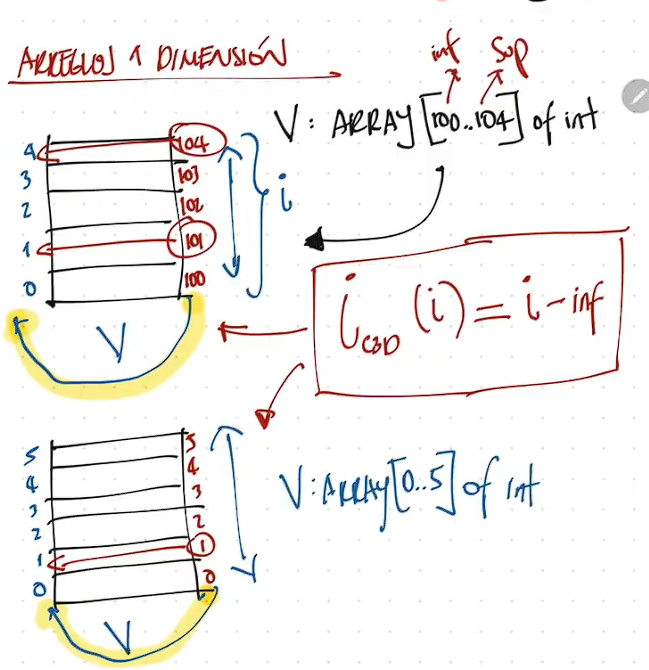 ARREGLOS 1 DIMENSIÓN
inf sup
V: ARRAY [100..104] of int
4 104
3 103
2 102
1 101
0 100
i
V
i C3D (i) = i - inf
V: ARRAY [0..5] of int
5 5
4 4
3 3
2 2
1 1
0 0
V